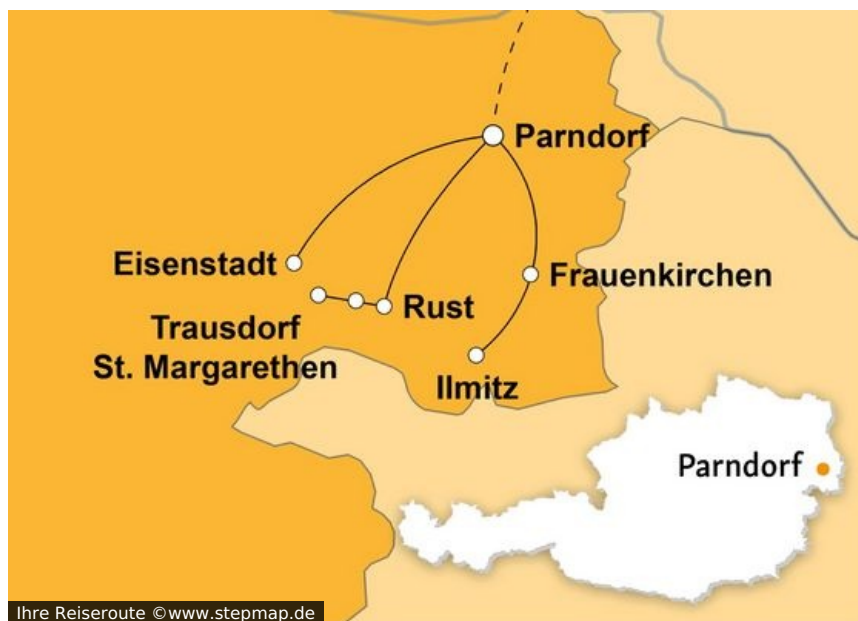 Parndorf
Eisenstadt
Frauenkirchen
Rust
Trausdorf
St. Margarethen
Ilmitz
Parndorf
Ihre Reiseroute ©www.stepmap.de